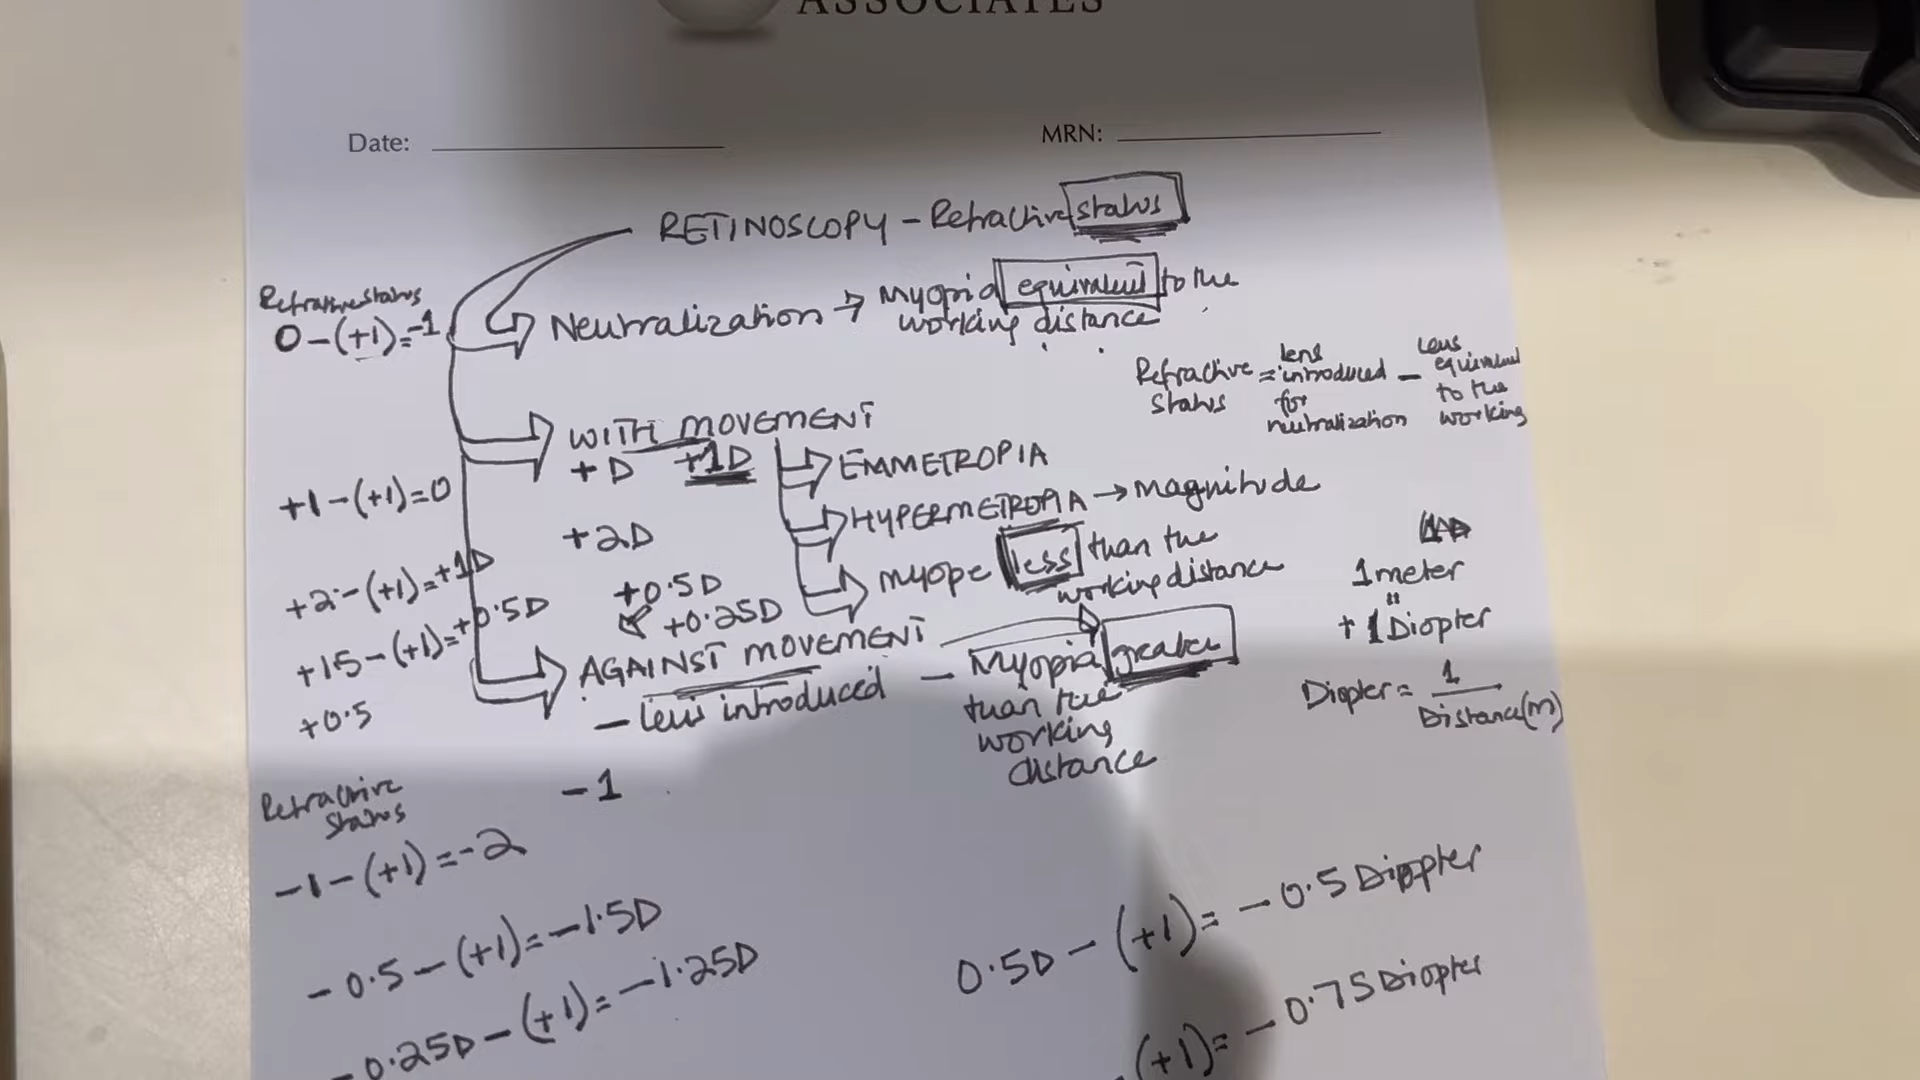 ASSOCIATES
Date:
MRN:
RETINOSCOPY - Refractive status
Refractive status
0 - (+1) = -1
Neutralization → Myopia equivalent to the
working distance
Refractive status = lens introduced for neutralization - Lens equivalent to the working
WITH MOVEMENT
+D +1D
EMMETROPIA
+1 - (+1) = 0
HYPERMETROPIA → Magnitude
+2D
myope less than the
working distance
1 meter
"
+ 1 Diopter
Diopter = 1 / Distance (m)
+2 - (+1) = +1D
+0.5D
+0.25D
+1.5 - (+1) = +0.5D
+0.5
AGAINST MOVEMENT
- lens introduced
- Myopia greater
than the
working
distance
-1
Refractive
status
-1 - (+1) = -2
-0.5 - (+1) = -1.5D
-0.25D - (+1) = -1.25D
0.5D - (+1) = -0.5 Diopter
(+1) = -0.75 Diopter